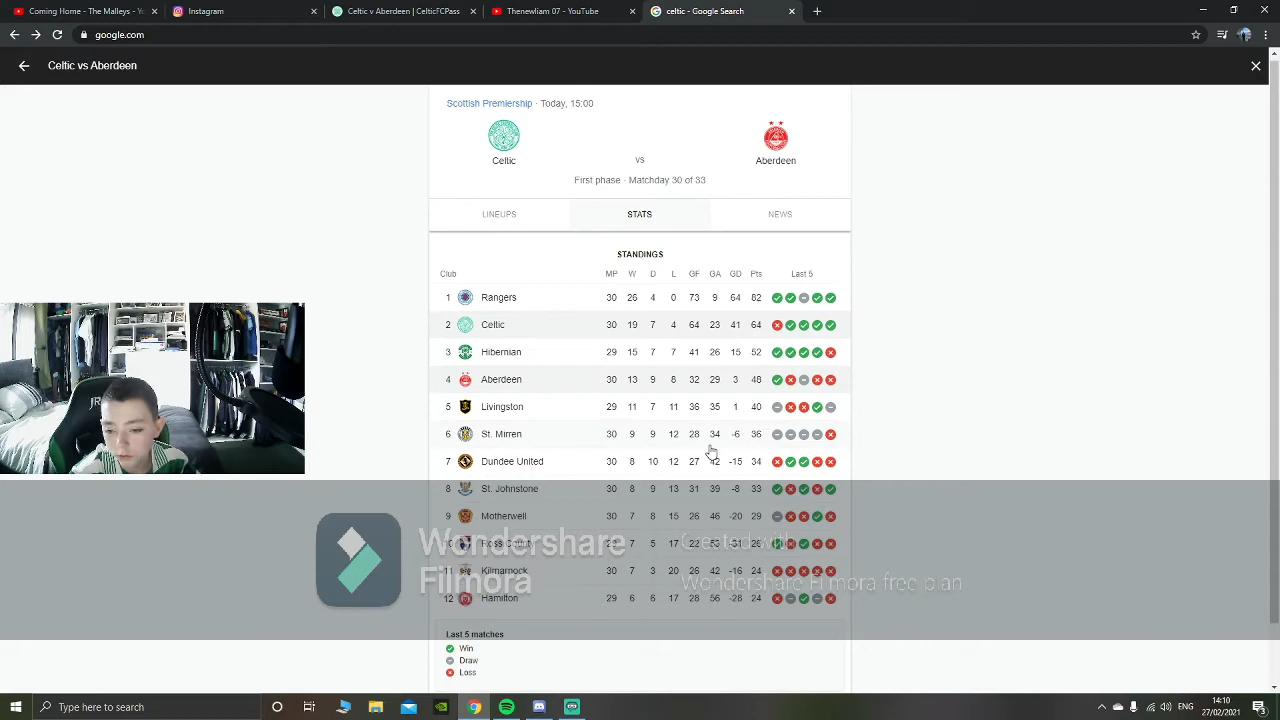 Coming Home - The Malleys - Yo
Instagram
Celtic v Aberdeen | CelticFCPass.c
Thenewliam 07 - YouTube
celtic - Google Search
google.com
Celtic vs Aberdeen
Scottish Premiership · Today, 15:00
Celtic
vs
Aberdeen
First phase · Matchday 30 of 33
LINEUPS STATS NEWS
STANDINGS
Club MP W D L GF GA GD Pts Last 5
1 Rangers 30 26 4 0 73 9 64 82
2 Celtic 30 19 7 4 64 23 41 64
3 Hibernian 29 15 7 7 41 26 15 52
4 Aberdeen 30 13 9 8 32 29 3 48
5 Livingston 29 11 7 11 36 35 1 40
6 St. Mirren 30 9 9 12 28 34 -6 36
7 Dundee United 30 8 10 12 27 42 -15 34
8 St. Johnstone 30 8 9 13 31 39 -8 33
9 Motherwell 30 7 8 15 26 46 -20 29
Ross County 7 5 17 22
11 Kilmarnock 30 7 3 20 26 42 -16 24
12 Hamilton 29 6 6 17 28 56 -28 24
Wondershare
Filmora
Created with
Wondershare Filmora free plan
Last 5 matches
Win
Draw
Loss
Type here to search
14:10
27/02/2021